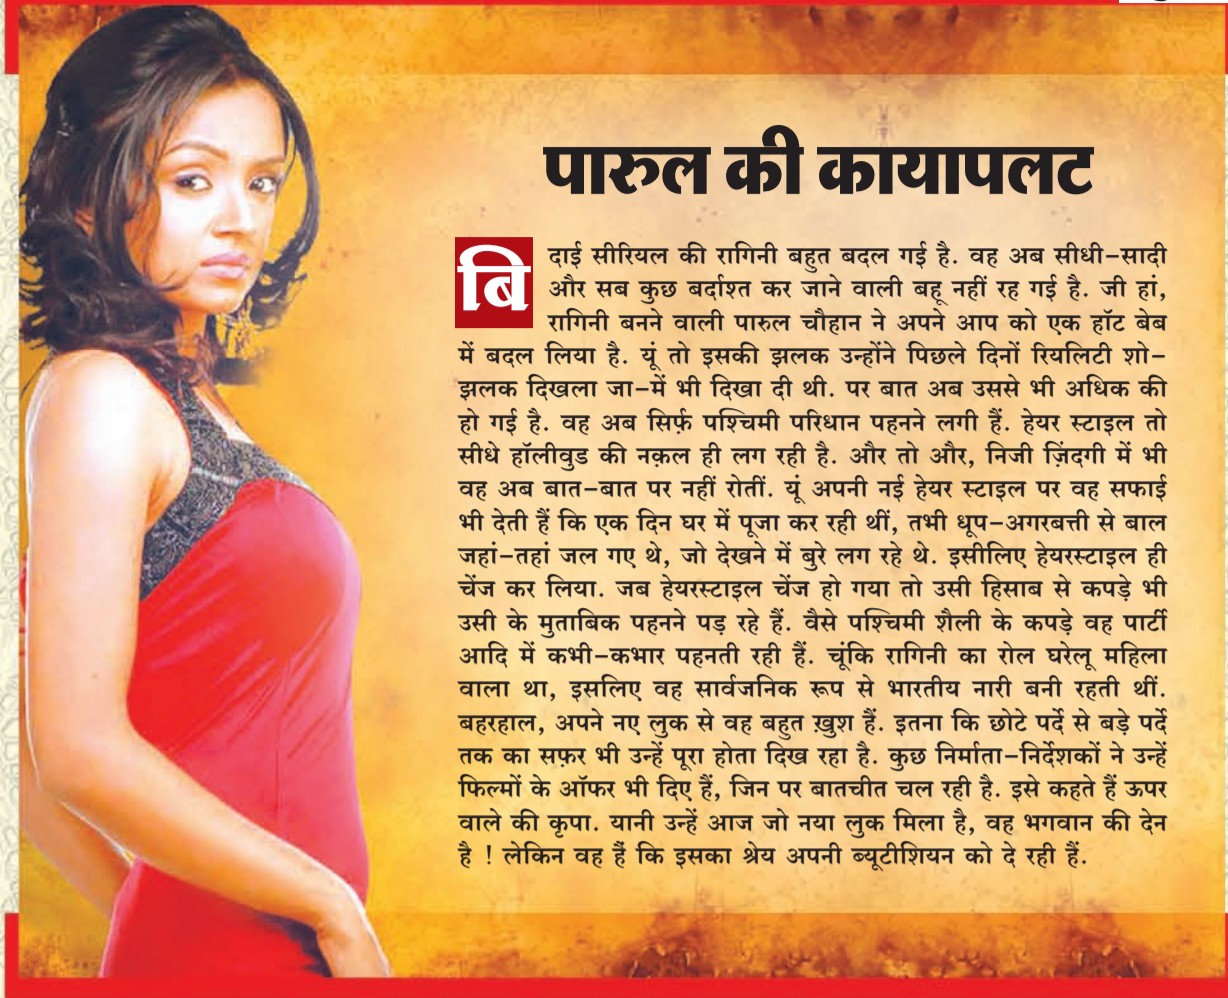 पारुल की कायापलट
बिदाई सीरियल की रागिनी बहुत बदल गई है. वह अब सीधी-सादी
और सब कुछ बर्दाश्त कर जाने वाली बहू नहीं रह गई है. जी हां,
रागिनी बनने वाली पारुल चौहान ने अपने आप को एक हॉट बेब
में बदल लिया है. यूं तो इसकी झलक उन्होंने पिछले दिनों रियलिटी शो-
झलक दिखला जा-में भी दिखा दी थी. पर बात अब उससे भी अधिक की
हो गई है. वह अब सिर्फ़ पश्चिमी परिधान पहनने लगी हैं. हेयर स्टाइल तो
सीधे हॉलीवुड की नक़ल ही लग रही है. और तो और, निजी ज़िंदगी में भी
वह अब बात-बात पर नहीं रोतीं. यूं अपनी नई हेयर स्टाइल पर वह सफाई
भी देती हैं कि एक दिन घर में पूजा कर रही थीं, तभी धूप-अगरबत्ती से बाल
जहां-तहां जल गए थे, जो देखने में बुरे लग रहे थे. इसीलिए हेयरस्टाइल ही
चेंज कर लिया. जब हेयरस्टाइल चेंज हो गया तो उसी हिसाब से कपड़े भी
उसी के मुताबिक पहनने पड़ रहे हैं. वैसे पश्चिमी शैली के कपड़े वह पार्टी
आदि में कभी-कभार पहनती रही हैं. चूंकि रागिनी का रोल घरेलू महिला
वाला था, इसलिए वह सार्वजनिक रूप से भारतीय नारी बनी रहती थीं.
बहरहाल, अपने नए लुक से वह बहुत ख़ुश हैं. इतना कि छोटे पर्दे से बड़े पर्दे
तक का सफ़र भी उन्हें पूरा होता दिख रहा है. कुछ निर्माता-निर्देशकों ने उन्हें
फिल्मों के ऑफर भी दिए हैं, जिन पर बातचीत चल रही है. इसे कहते हैं ऊपर
वाले की कृपा. यानी उन्हें आज जो नया लुक मिला है, वह भगवान की देन
है ! लेकिन वह हैं कि इसका श्रेय अपनी ब्यूटीशियन को दे रही हैं.